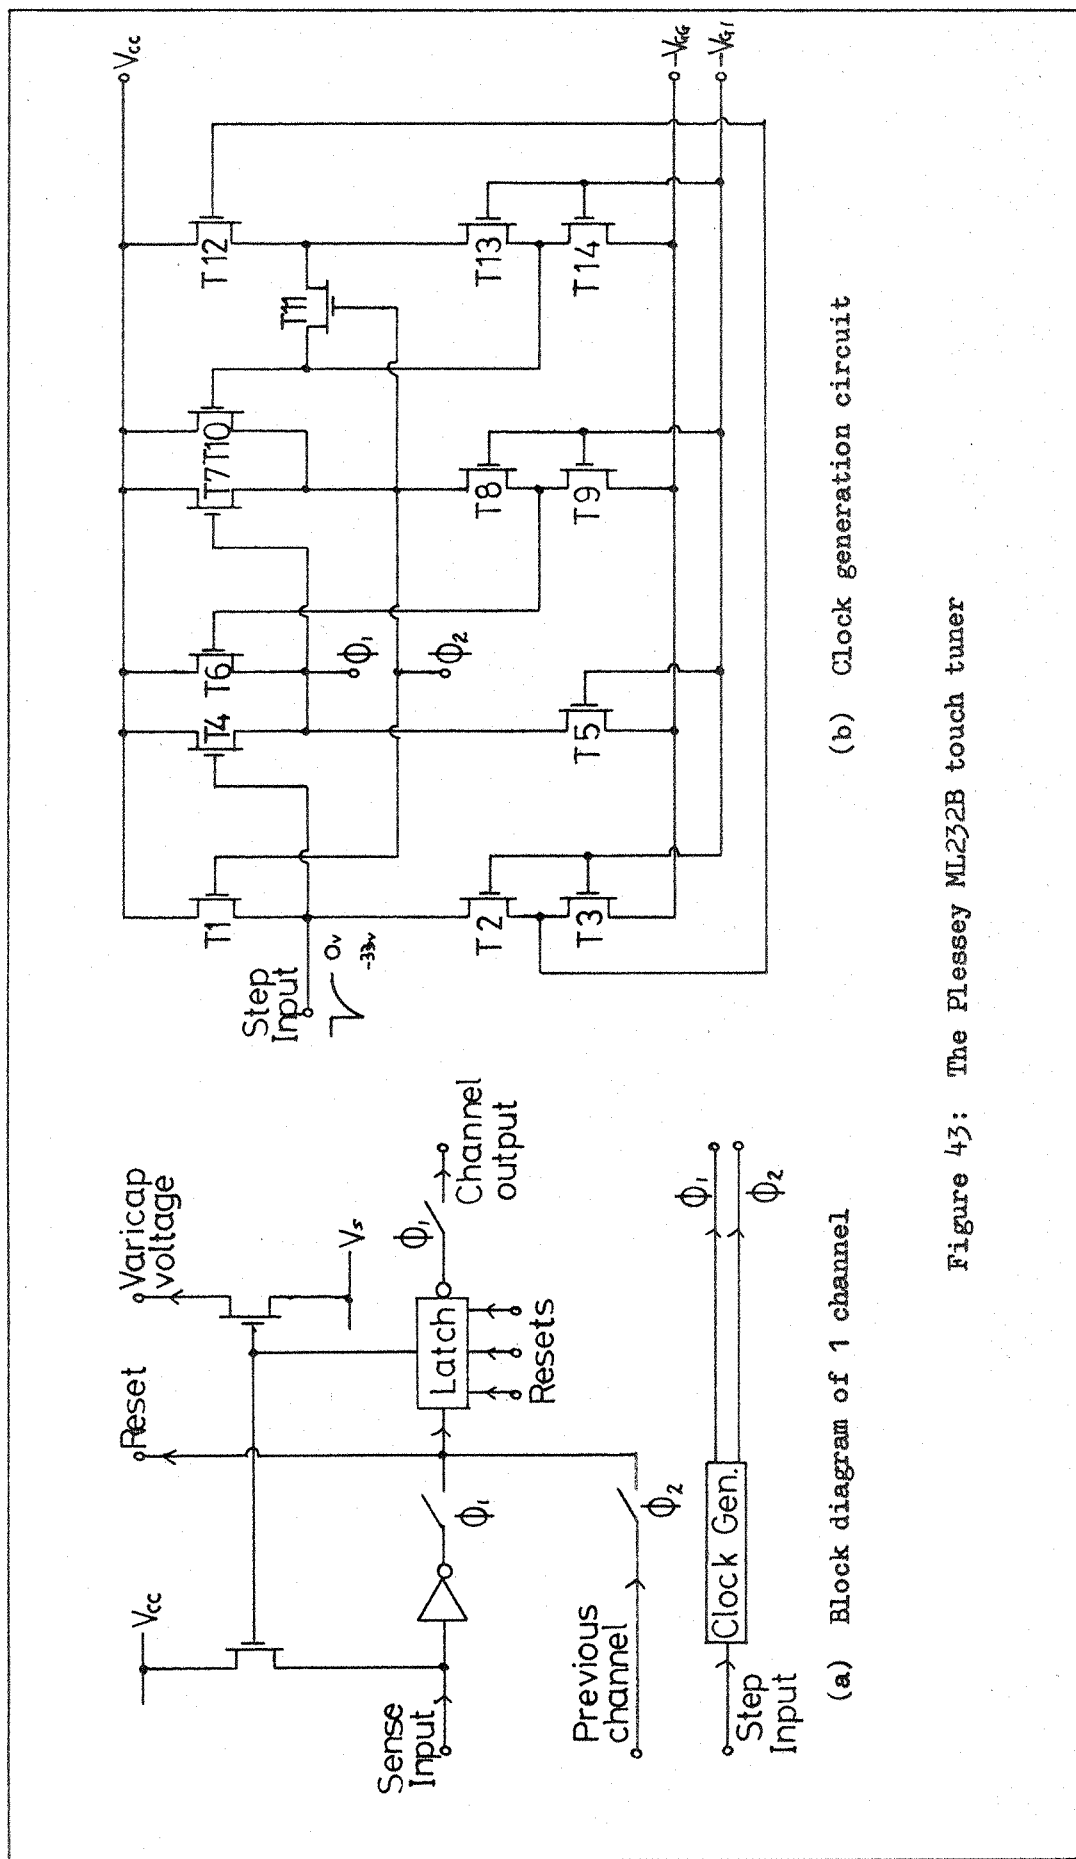 Vcc
Reset
Varicap
voltage
Vs
Sense
Input
Φ1
Latch
Φ1
Channel
output
Resets
Previous
channel
Φ2
Step
Input
Clock Gen.
Φ1
Φ2
(a) Block diagram of 1 channel
Vcc
T1
T4
T6
T7
T10
T12
T11
Step
Input
0v
-33v
Φ1
Φ2
T2
T3
T5
T8
T9
T13
T14
-VGG
-VG1
(b) Clock generation circuit
Figure 43: The Plessey ML232B touch tuner